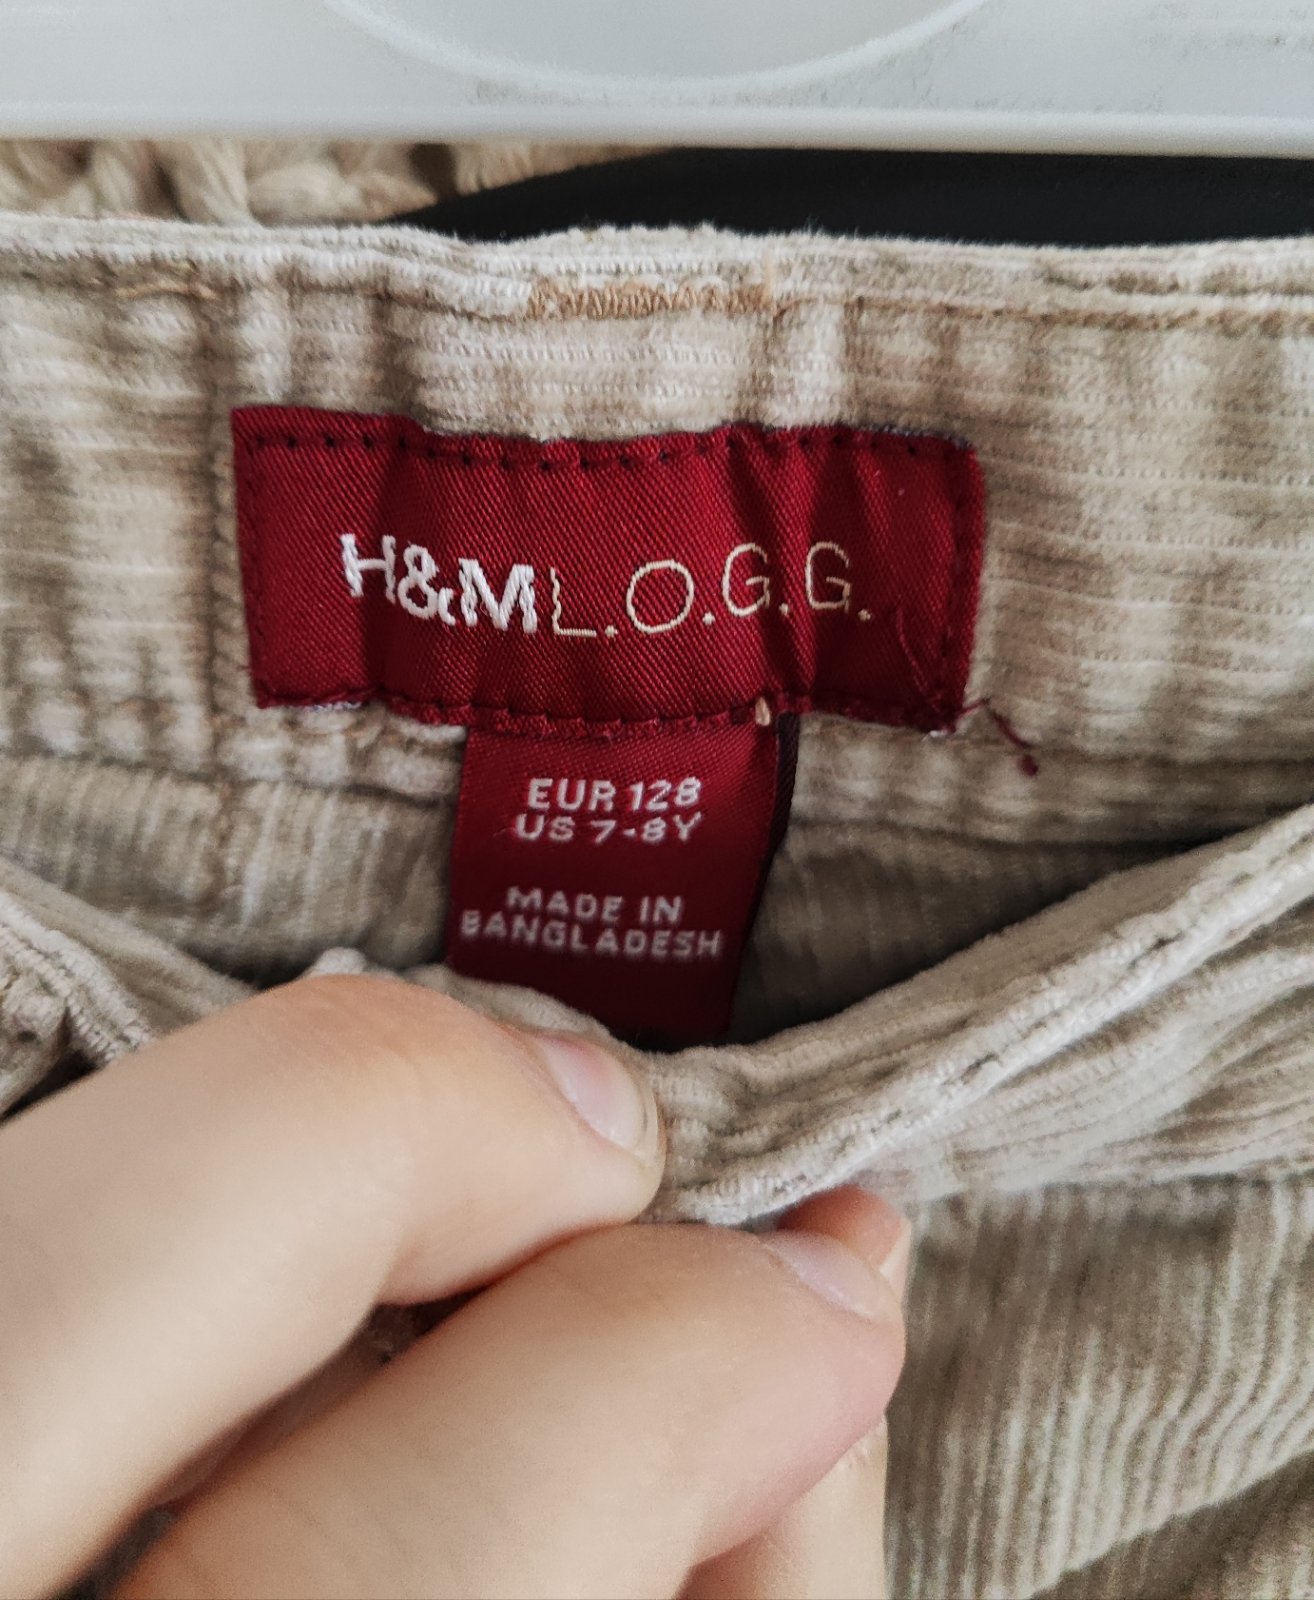 H&M L.O.G.G.
EUR 128
US 7-8Y
MADE IN
BANGLADESH